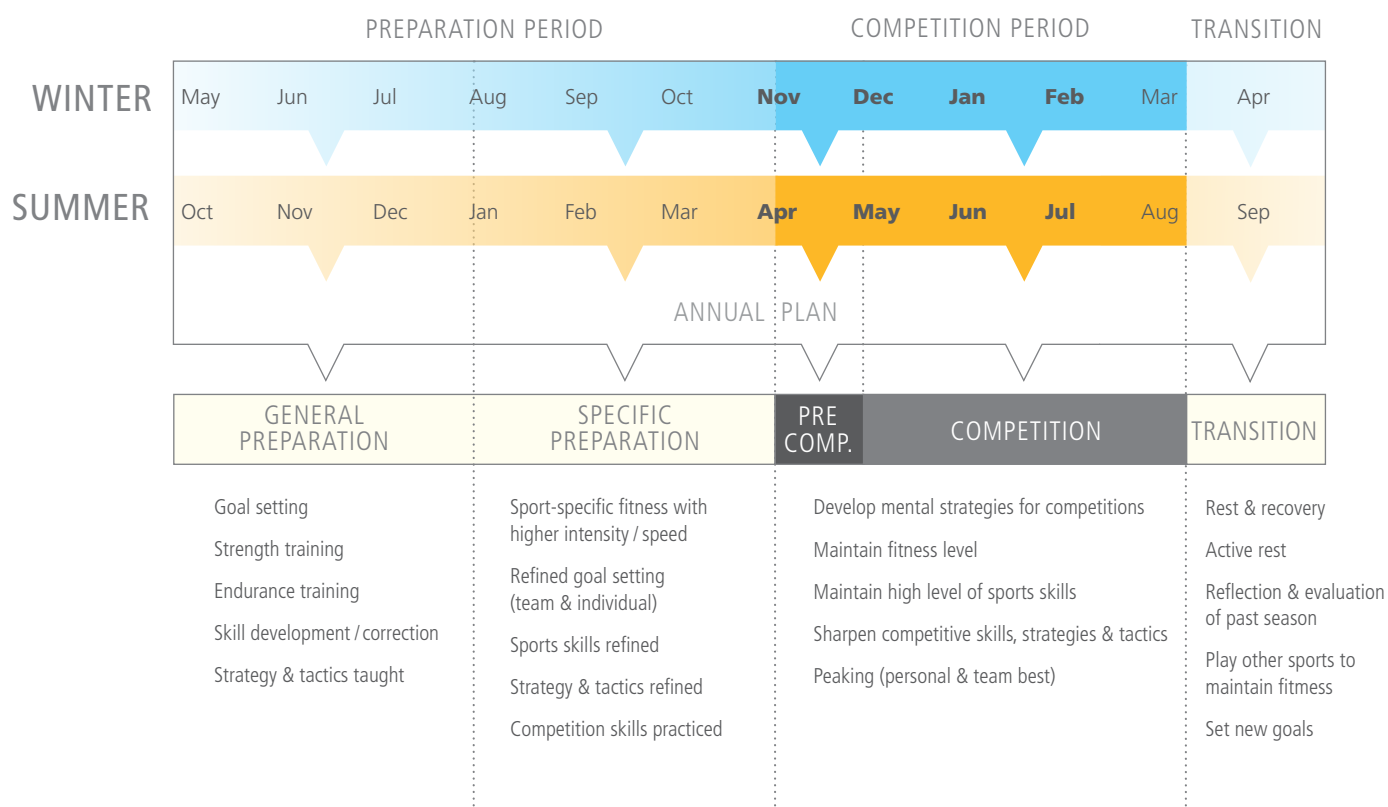 PREPARATION PERIOD
COMPETITION PERIOD
TRANSITION
WINTER
May Jun Jul Aug Sep Oct Nov Dec Jan Feb Mar Apr
SUMMER
Oct Nov Dec Jan Feb Mar Apr May Jun Jul Aug Sep
ANNUAL PLAN
GENERAL
PREPARATION
SPECIFIC
PREPARATION
PRE
COMP.
COMPETITION
TRANSITION
Goal setting
Strength training
Endurance training
Skill development / correction
Strategy & tactics taught
Sport-specific fitness with
higher intensity / speed
Refined goal setting
(team & individual)
Sports skills refined
Strategy & tactics refined
Competition skills practiced
Develop mental strategies for competitions
Maintain fitness level
Maintain high level of sports skills
Sharpen competitive skills, strategies & tactics
Peaking (personal & team best)
Rest & recovery
Active rest
Reflection & evaluation
of past season
Play other sports to
maintain fitmess
Set new goals